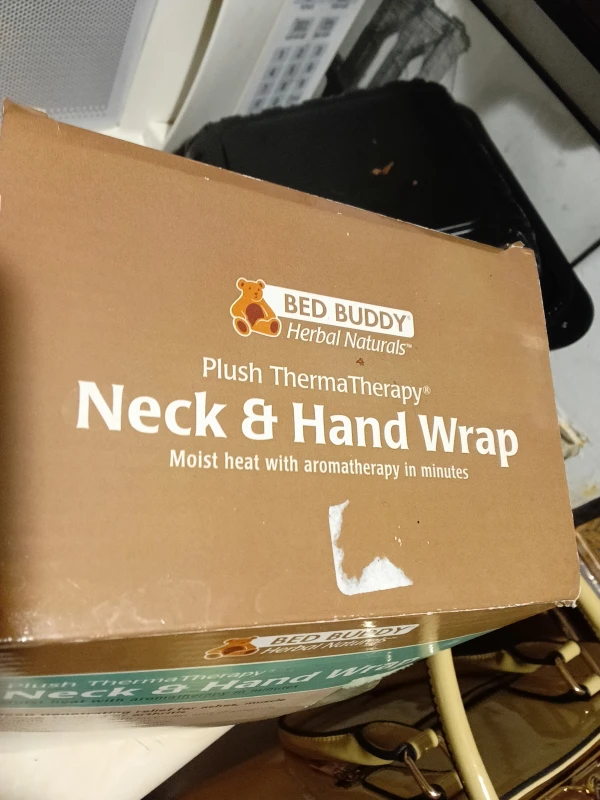 BED BUDDY®
Herbal Naturals™
Plush ThermaTherapy®
Neck & Hand Wrap
Moist heat with aromatherapy in minutes
BED BUDDY
Herbal Naturals
Plush ThermaTherapy
Neck & Hand Wrap